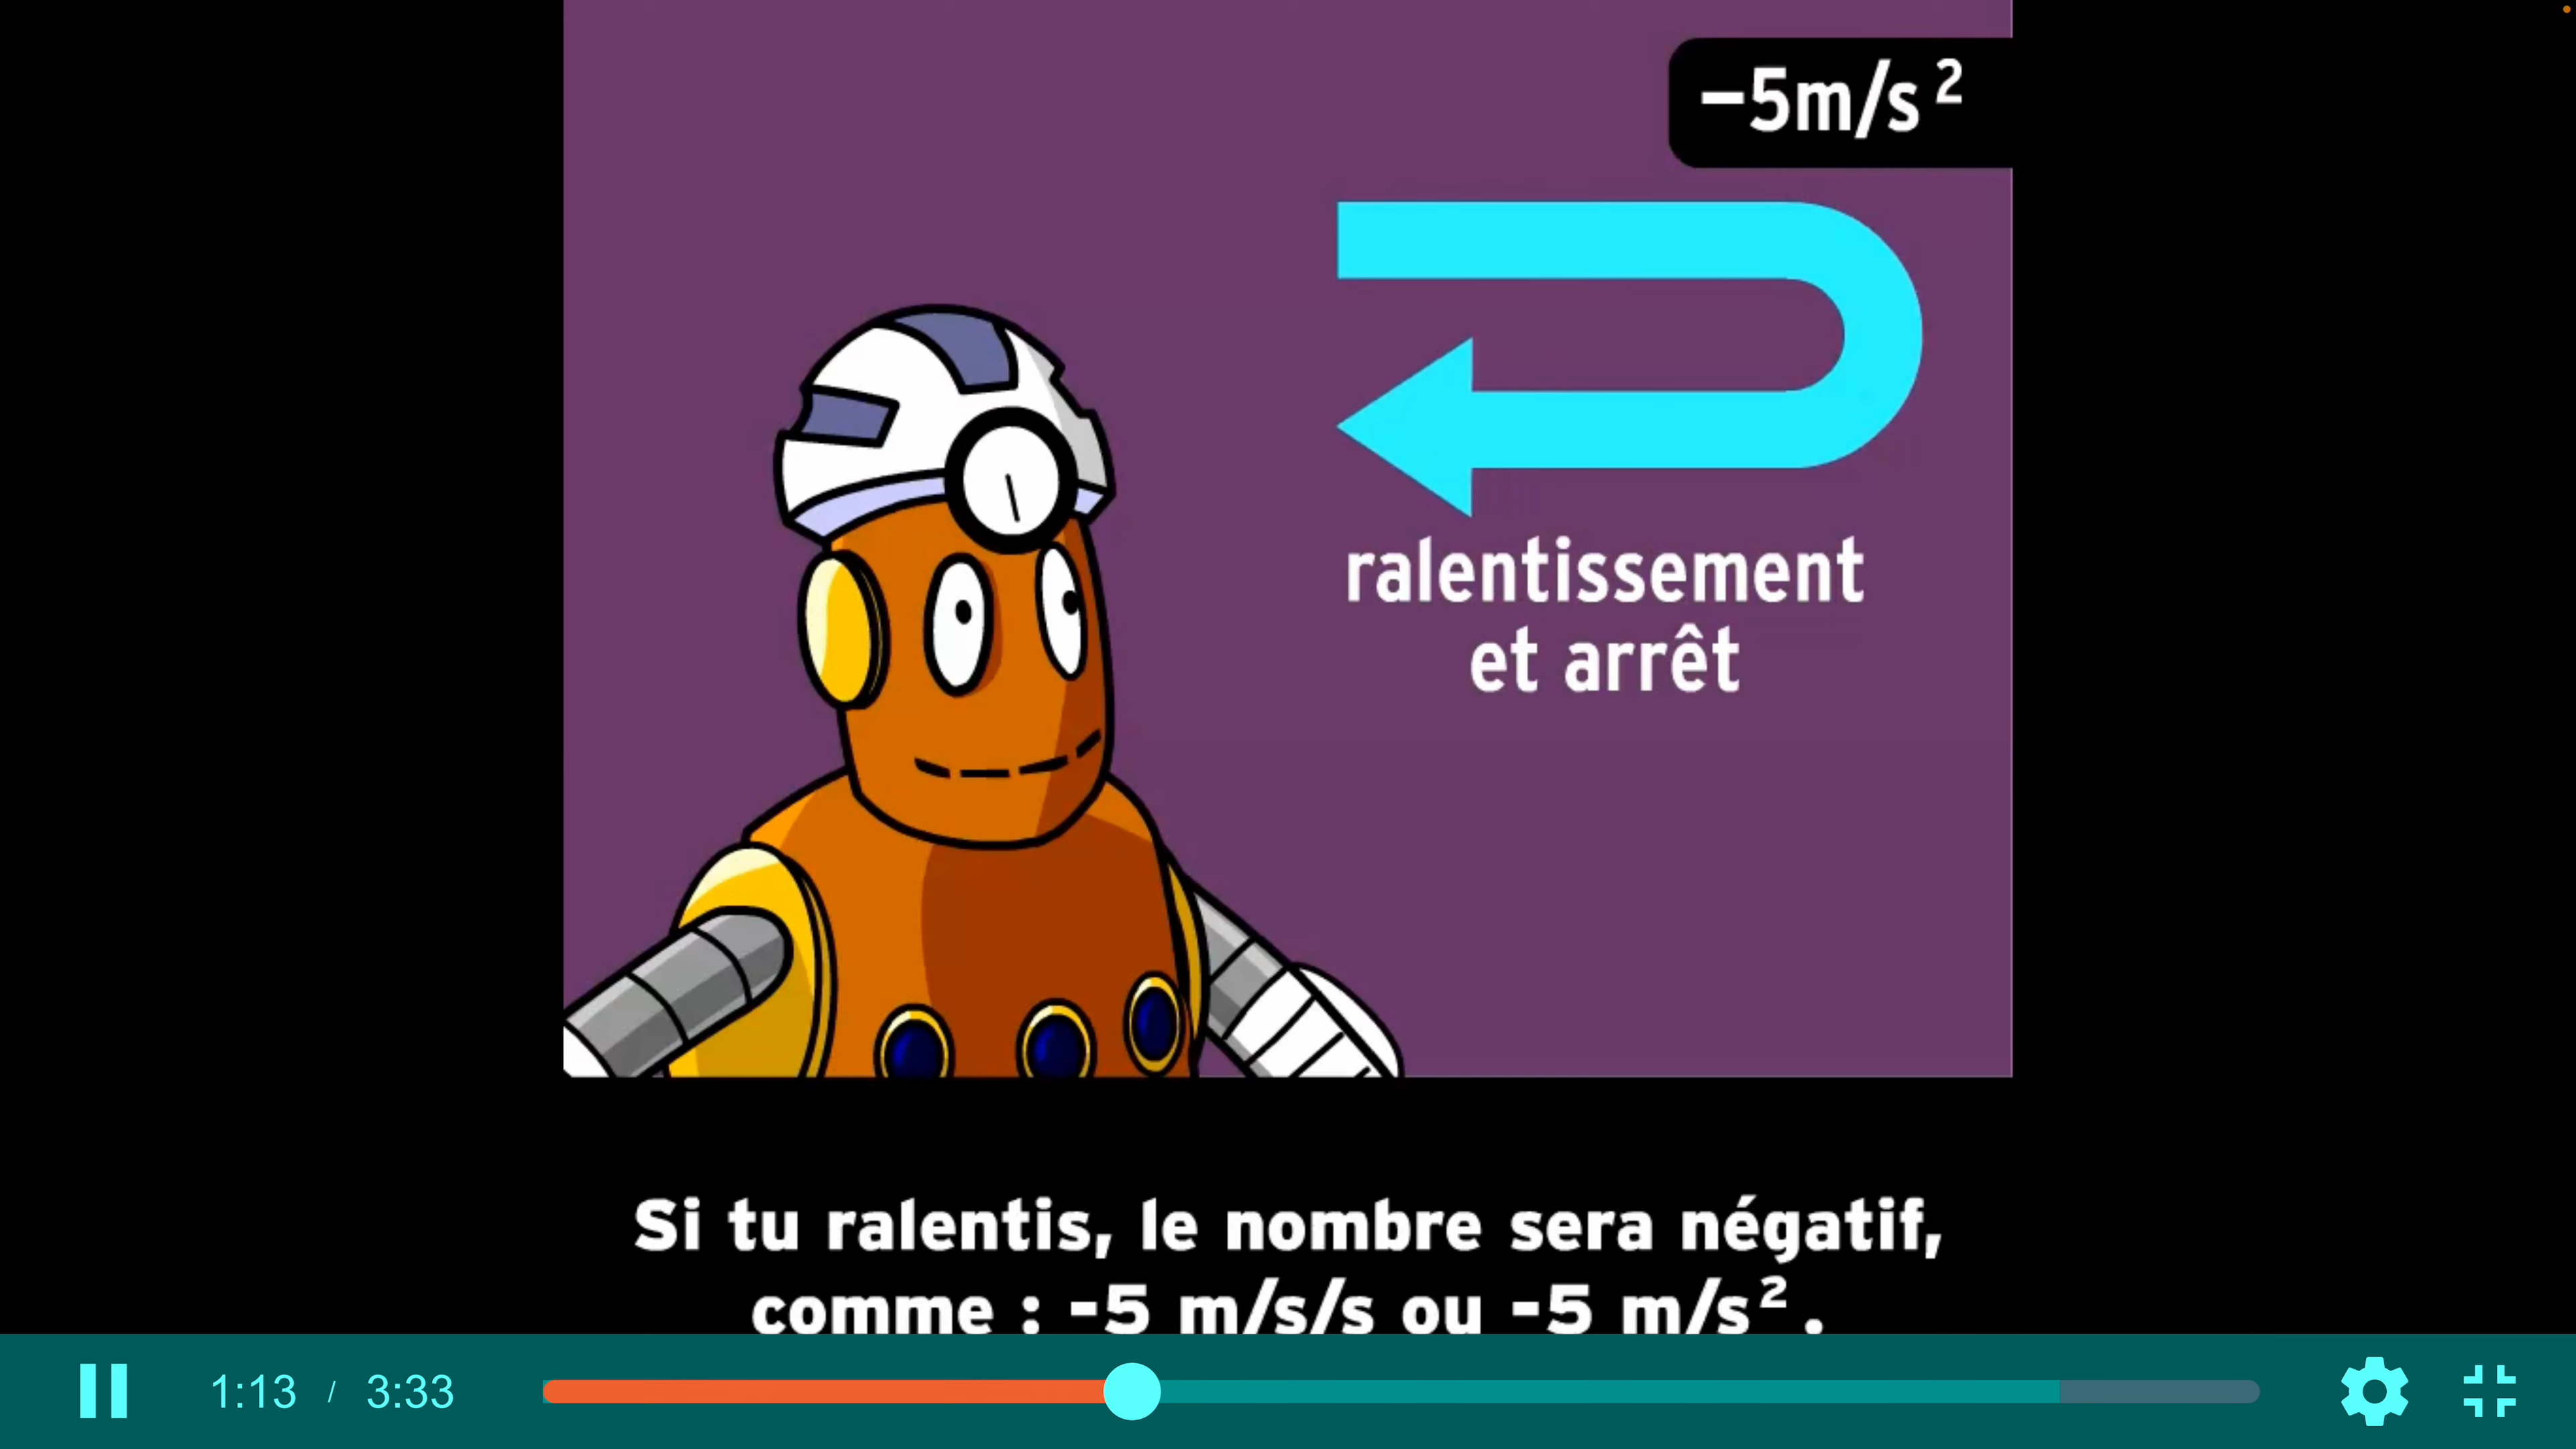 −5m/s²
ralentissement
et arrêt
Si tu ralentis, le nombre sera négatif,
comme : -5 m/s/s ou -5 m/s².
1:13 / 3:33